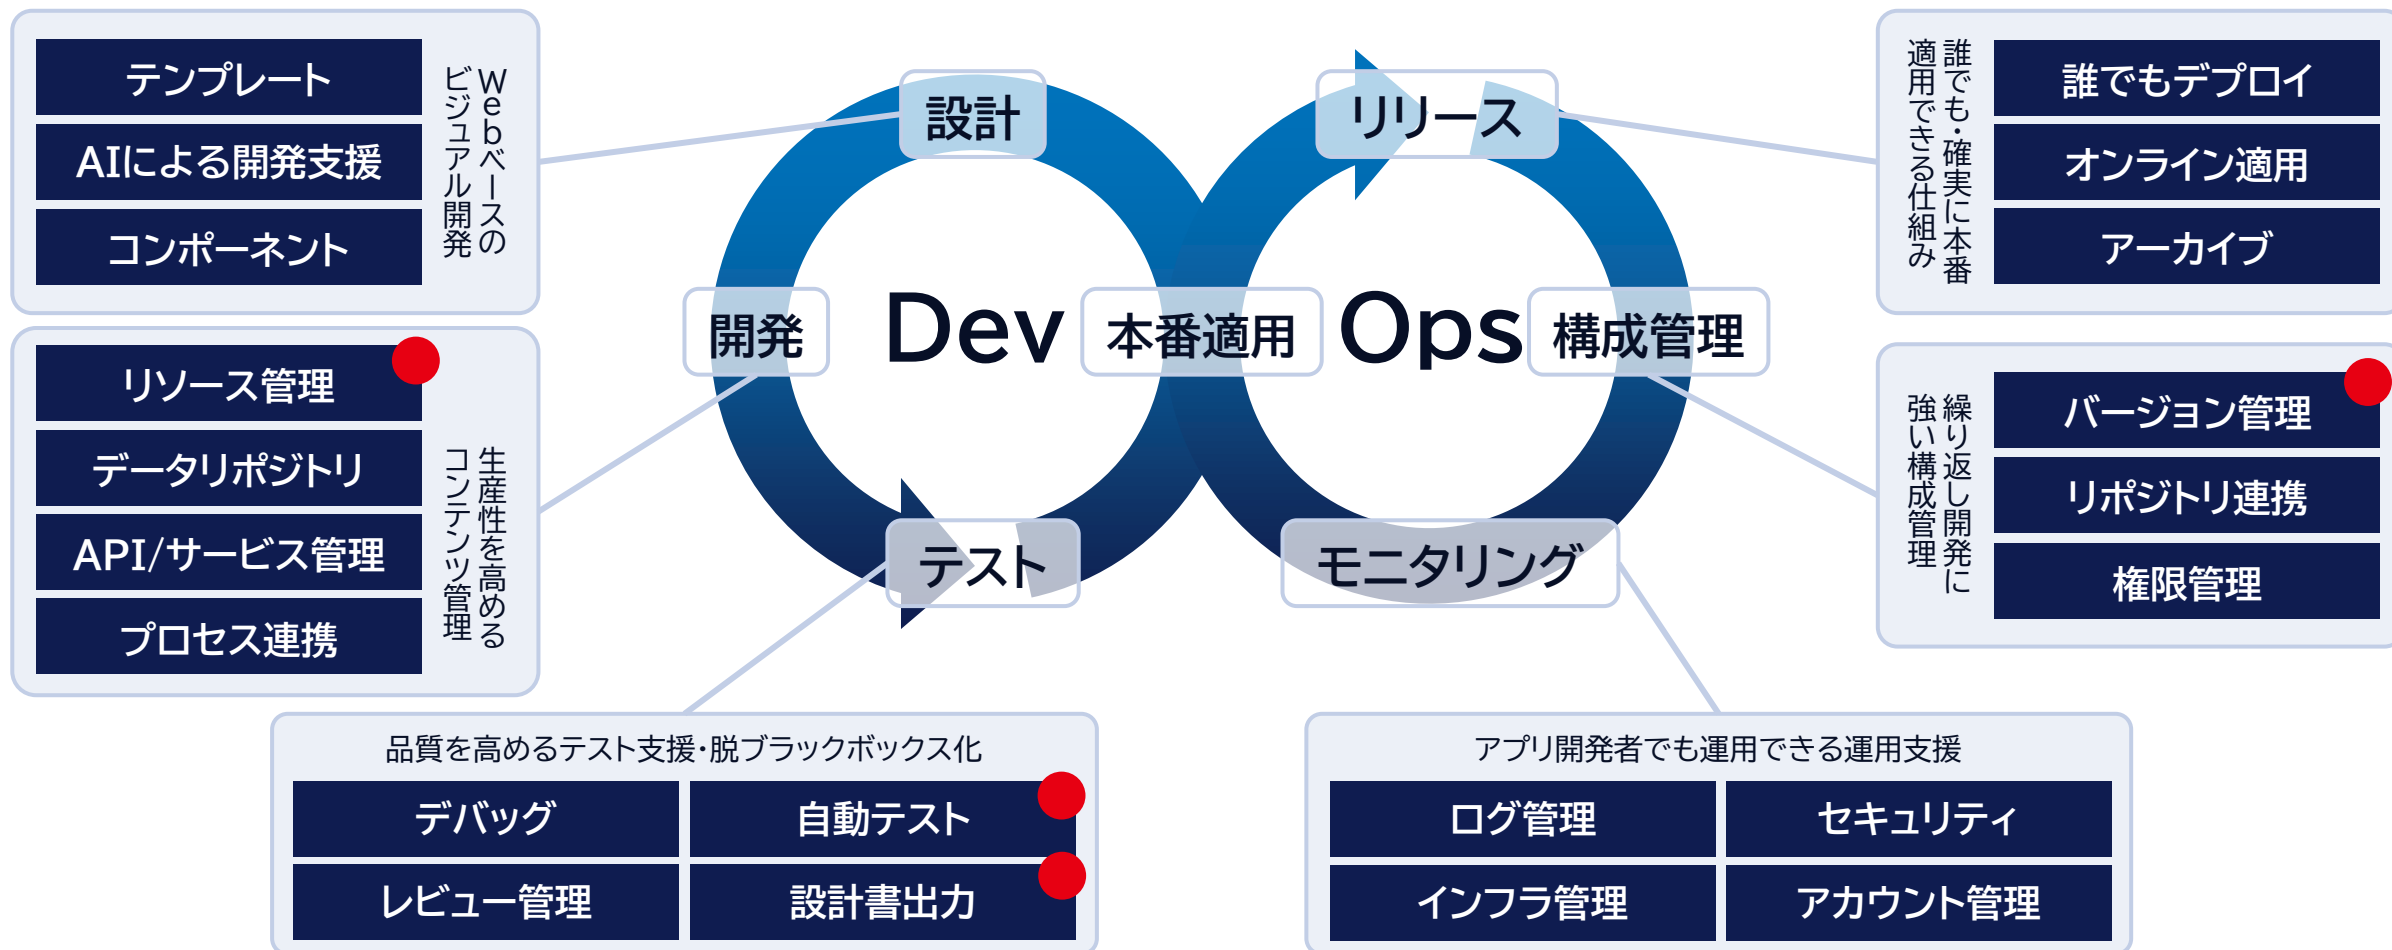 テンプレート
AIによる開発支援
コンポーネント
Webベースの
ビジュアル開発
リソース管理
データリポジトリ
API/サービス管理
プロセス連携
生産性を高める
コンテンツ管理
設計
開発
Dev
テスト
本番適用
リリース
Ops
構成管理
モニタリング
誰でも・確実に本番
適用できる仕組み
誰でもデプロイ
オンライン適用
アーカイブ
繰り返し開発に
強い構成管理
バージョン管理
リポジトリ連携
権限管理
品質を高めるテスト支援・脱ブラックボックス化
デバッグ
自動テスト
レビュー管理
設計書出力
アプリ開発者でも運用できる運用支援
ログ管理
セキュリティ
インフラ管理
アカウント管理